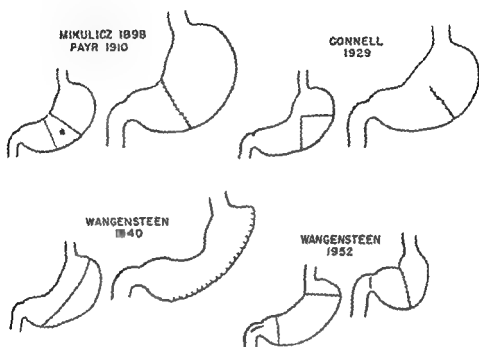 MIKULICZ 1898
PAYR 1910
CONNELL
1929
WANGENSTEEN
1940
WANGENSTEEN
1952